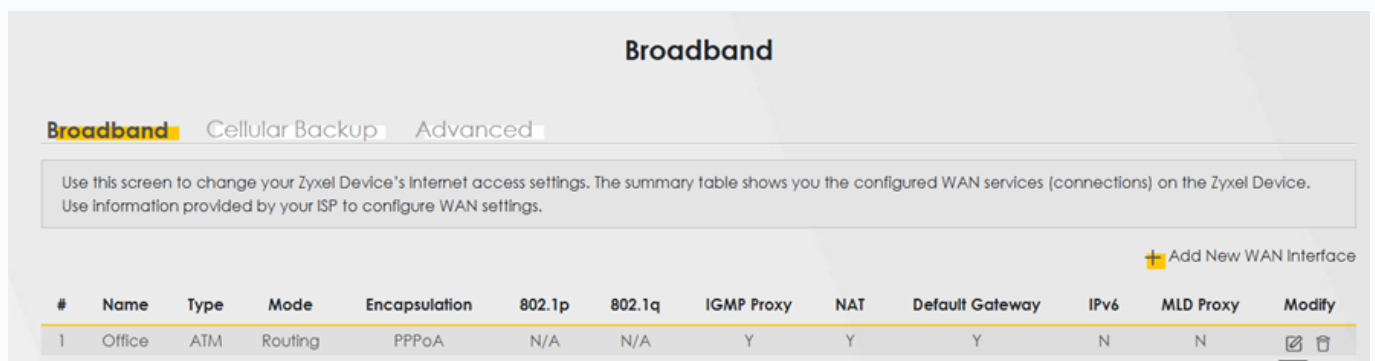 Broadband
Broadband Cellular Backup Advanced
Use this screen to change your Zyxel Device's Internet access settings. The summary table shows you the configured WAN services (connections) on the Zyxel Device.
Use information provided by your ISP to configure WAN settings.
+ Add New WAN Interface
# Name Type Mode Encapsulation 802.1p 802.1q IGMP Proxy NAT Default Gateway IPv6 MLD Proxy Modify
1 Office ATM Routing PPPoA N/A N/A Y Y Y N N